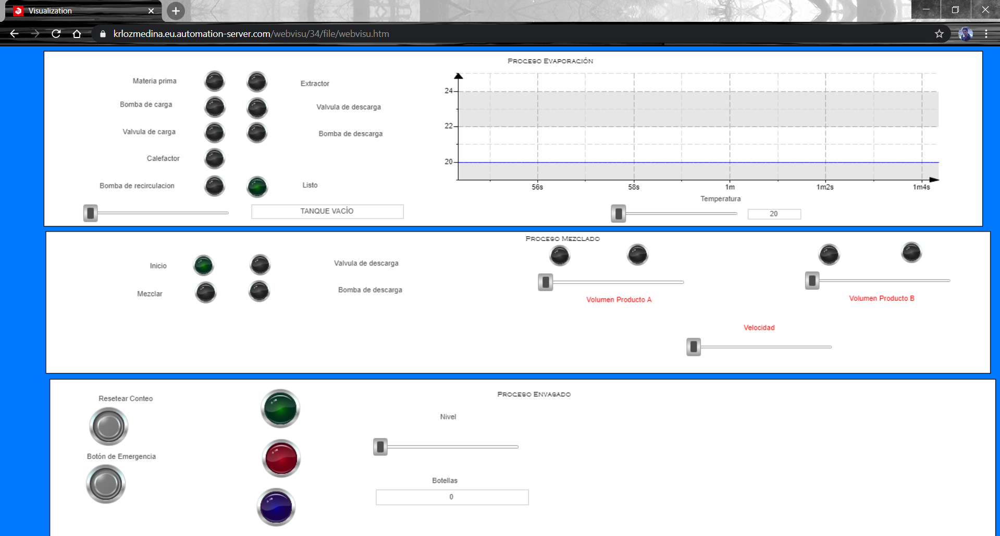 Visualization
krlozmedina.eu.automation-server.com/webvisu/34/file/webvisu.htm
Proceso Evaporación
Materia prima
Extractor
Bomba de carga
Valvula de descarga
Valvula de carga
Bomba de descarga
Calefactor
Bomba de recirculacion
Listo
TANQUE VACÍO
24
22
20
56s
58s
1m
1m2s
1m4s
Temperatura
20
Proceso Mezclado
Inicio
Valvula de descarga
Mezclar
Bomba de descarga
Volumen Producto A
Volumen Producto B
Velocidad
Proceso Envasado
Resetear Conteo
Nivel
Botón de Emergencia
Botellas
0